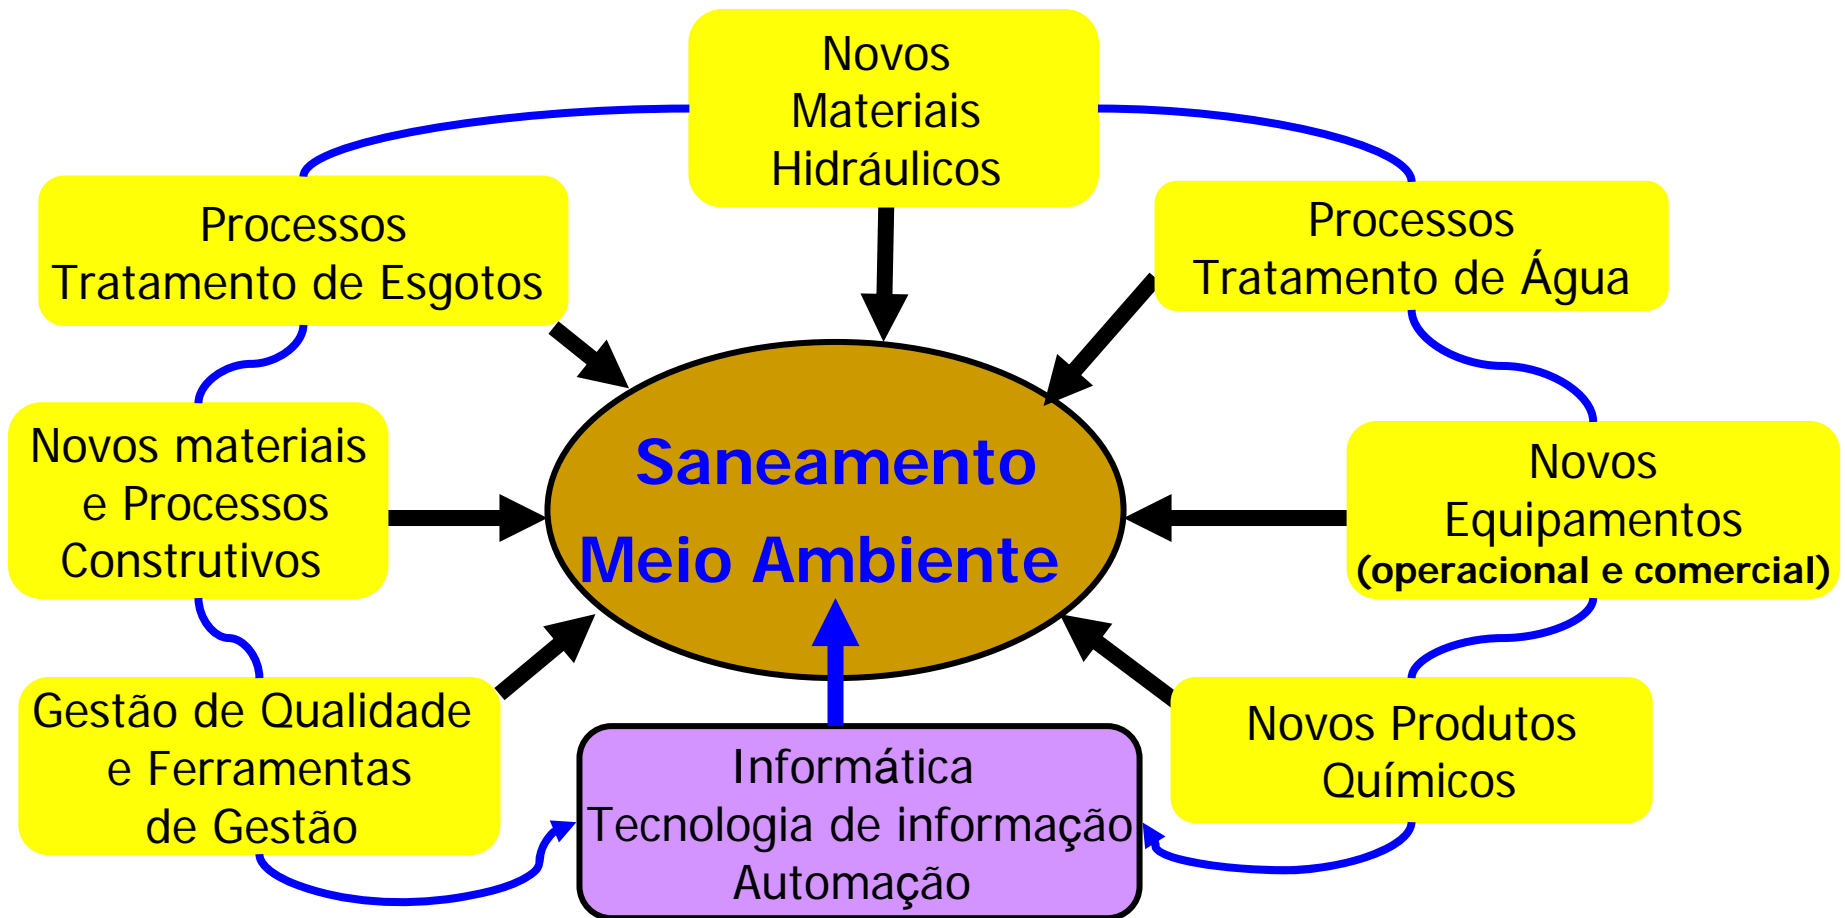 Novos
Materiais
Hidráulicos
Processos
Tratamento de Esgotos
Processos
Tratamento de Água
Novos materiais
e Processos
Construtivos
Saneamento
Meio Ambiente
Novos
Equipamentos
(operacional e comercial)
Gestão de Qualidade
e Ferramentas
de Gestão
Informática
Tecnologia de informação
Automação
Novos Produtos
Químicos